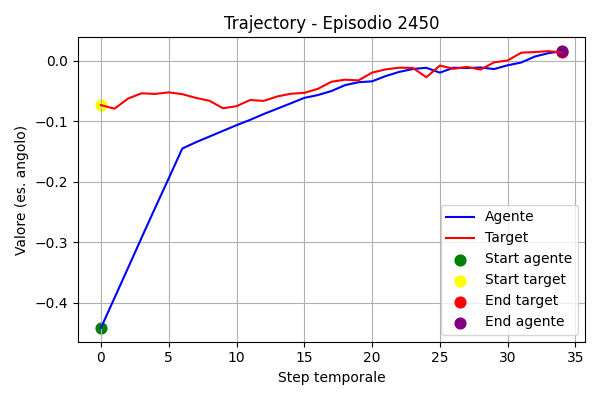 Trajectory - Episodio 2450
Valore (es. angolo)
0.0
−0.1
−0.2
−0.3
−0.4
0 5 10 15 20 25 30 35
Step temporale
Agente
Target
Start agente
Start target
End target
End agente